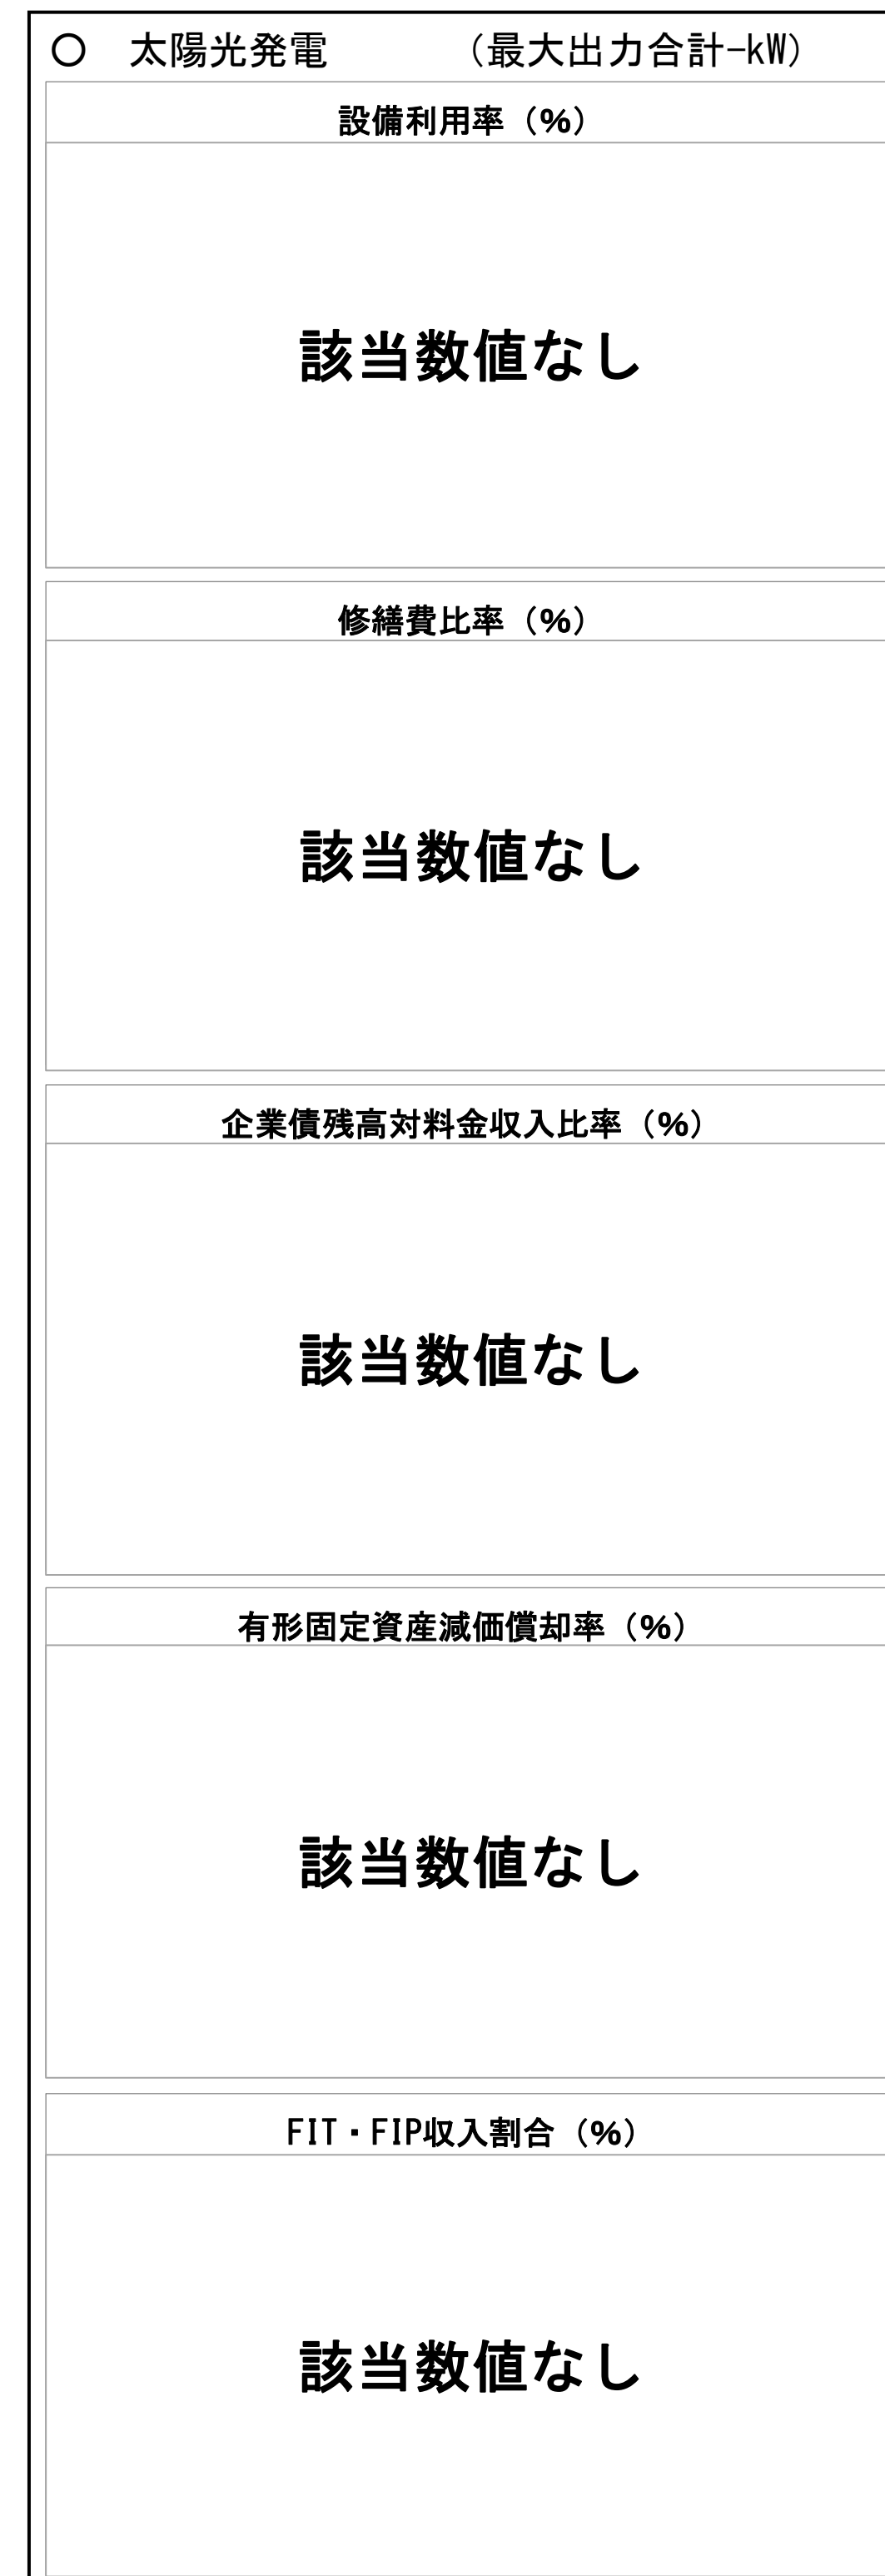 ○ 太陽光発電 (最大出力合計-kW)
設備利用率（%）
該当数値なし
修繕費比率（%）
該当数値なし
企業債残高対料金収入比率（%）
該当数値なし
有形固定資産減価償却率（%）
該当数値なし
FIT・FIP収入割合（%）
該当数値なし